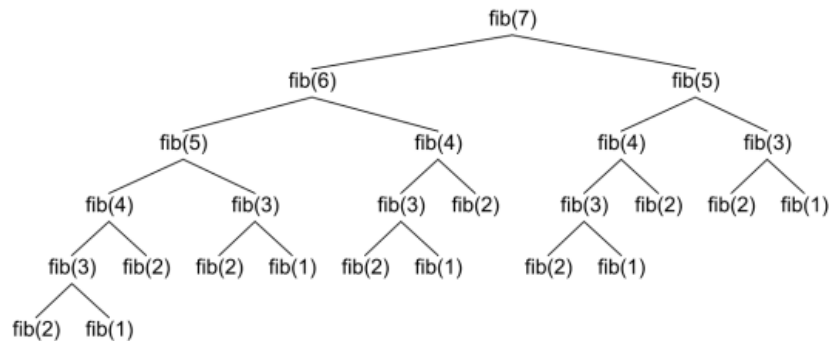 fib(7)
fib(6) fib(5)
fib(5) fib(4) fib(4) fib(3)
fib(4) fib(3) fib(3) fib(2) fib(3) fib(2) fib(2) fib(1)
fib(3) fib(2) fib(2) fib(1) fib(2) fib(1) fib(2) fib(1)
fib(2) fib(1)